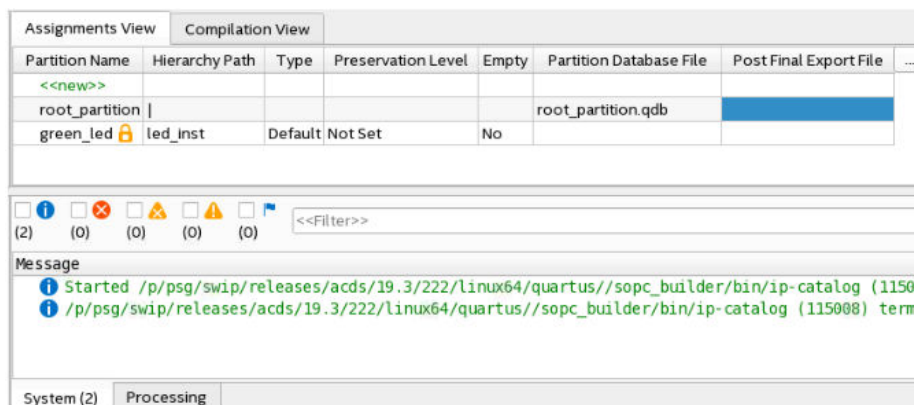 Assignments View Compilation View
Partition Name Hierarchy Path Type Preservation Level Empty Partition Database File Post Final Export File ...
<<new>>
root_partition | root_partition.qdb
green_led led_inst Default Not Set No
<<Filter>>
(2) (0) (0) (0) (0)
Message
Started /p/psg/swip/releases/acds/19.3/222/linux64/quartus//sopc_builder/bin/ip-catalog (1150
/p/psg/swip/releases/acds/19.3/222/linux64/quartus//sopc_builder/bin/ip-catalog (115008) term
System (2) Processing